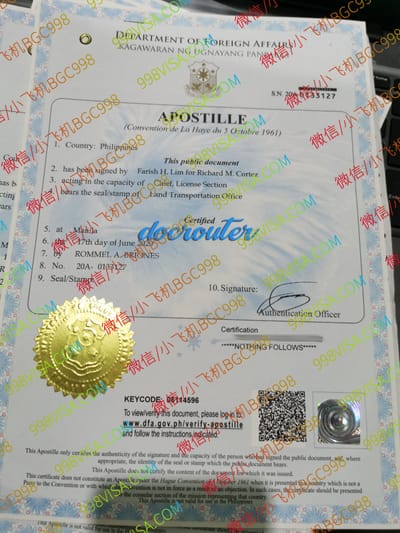 DEPARTMENT OF FOREIGN AFFAIRS
KAGAWARAN NG UGNAYANG PANLABAS
S.N. 20A-0133127
APOSTILLE
(Convention de La Haye du 5 Octobre 1961)
1. Country: Philippines
This public document
2. has been signed by Farish H. Lim for Richard M. Cortez
3. acting in the capacity of Chief, License Section
4. bears the seal/stamp of Land Transportation Office
Certified
docrouter
5. at Manila
6. the 17th day of June 2020
7. by ROMMEL A. BRIONES
8. No. 20A- 0133127
9. Seal/Stamp:
10. Signature:
Authentication Officer
Certification
*****NOTHING FOLLOWS*****
KEYCODE: 08114596
To view/verify this document, please log in to
www.dfa.gov.ph/verify-apostille
and follow the instructions indicated.
This Apostille only certifies the authenticity of the signature and the capacity of the person who has signed the public document, and, where
appropriate, the identity of the seal or stamp which the public document bears.
This Apostille does not certify the content of the document for which it was issued.
This Apostille is not valid for use in the Philippines
微信/小飞机BGC998
998VISA.COM